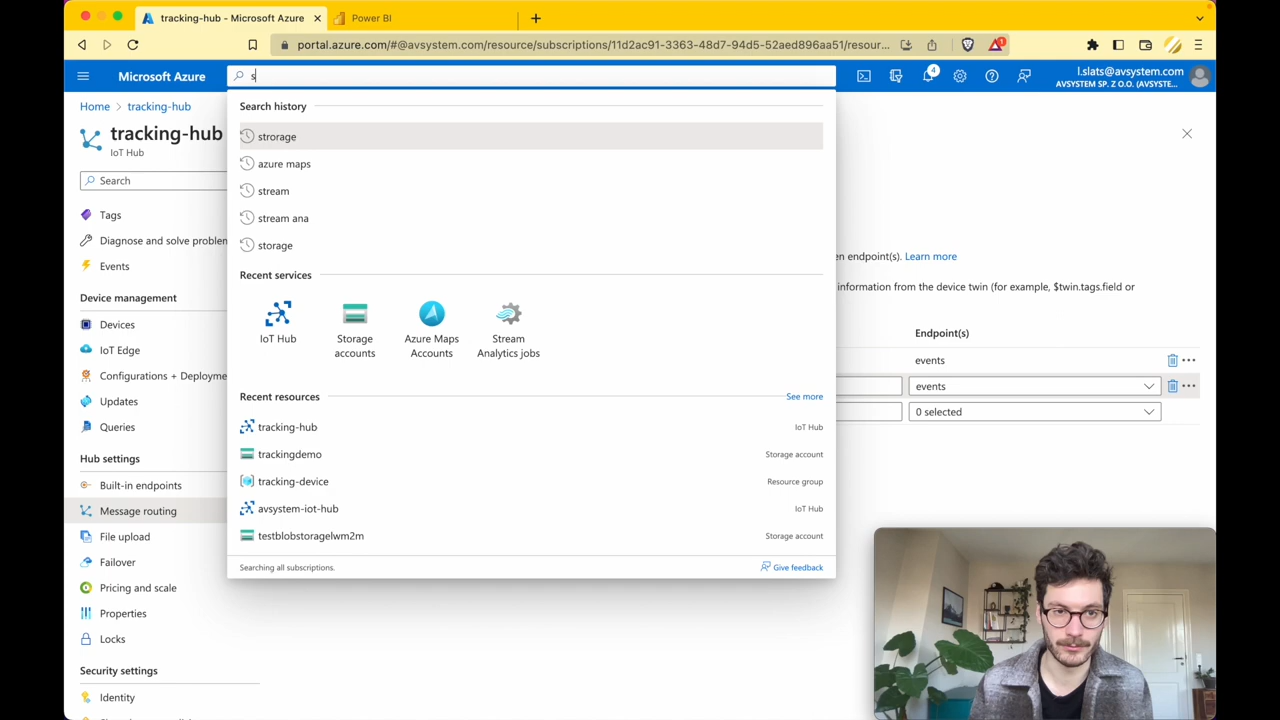 tracking-hub - Microsoft Azure
Power BI
portal.azure.com/#@avsystem.com/resource/subscriptions/11d2ac91-3363-48d7-94d5-52aed896aa51/resour...
1
Microsoft Azure
s
4
l.slats@avsystem.com
AVSYSTEM SP. Z O.O. (AVSYSTE...
Home > tracking-hub
tracking-hub
IoT Hub
Search
Tags
Diagnose and solve problem
Events
Device management
Devices
IoT Edge
Configurations + Deployme
Updates
Queries
Hub settings
Built-in endpoints
Message routing
File upload
Failover
Pricing and scale
Properties
Locks
Security settings
Identity
Search history
strorage
azure maps
stream
stream ana
storage
Recent services
IoT Hub
Storage accounts
Azure Maps Accounts
Stream Analytics jobs
Recent resources
See more
tracking-hub
IoT Hub
trackingdemo
Storage account
tracking-device
Resource group
avsystem-iot-hub
IoT Hub
testblobstoragelwm2m
Storage account
Searching all subscriptions.
Give feedback
en endpoint(s). Learn more
information from the device twin (for example, $twin.tags.field or
Endpoint(s)
events
events
0 selected